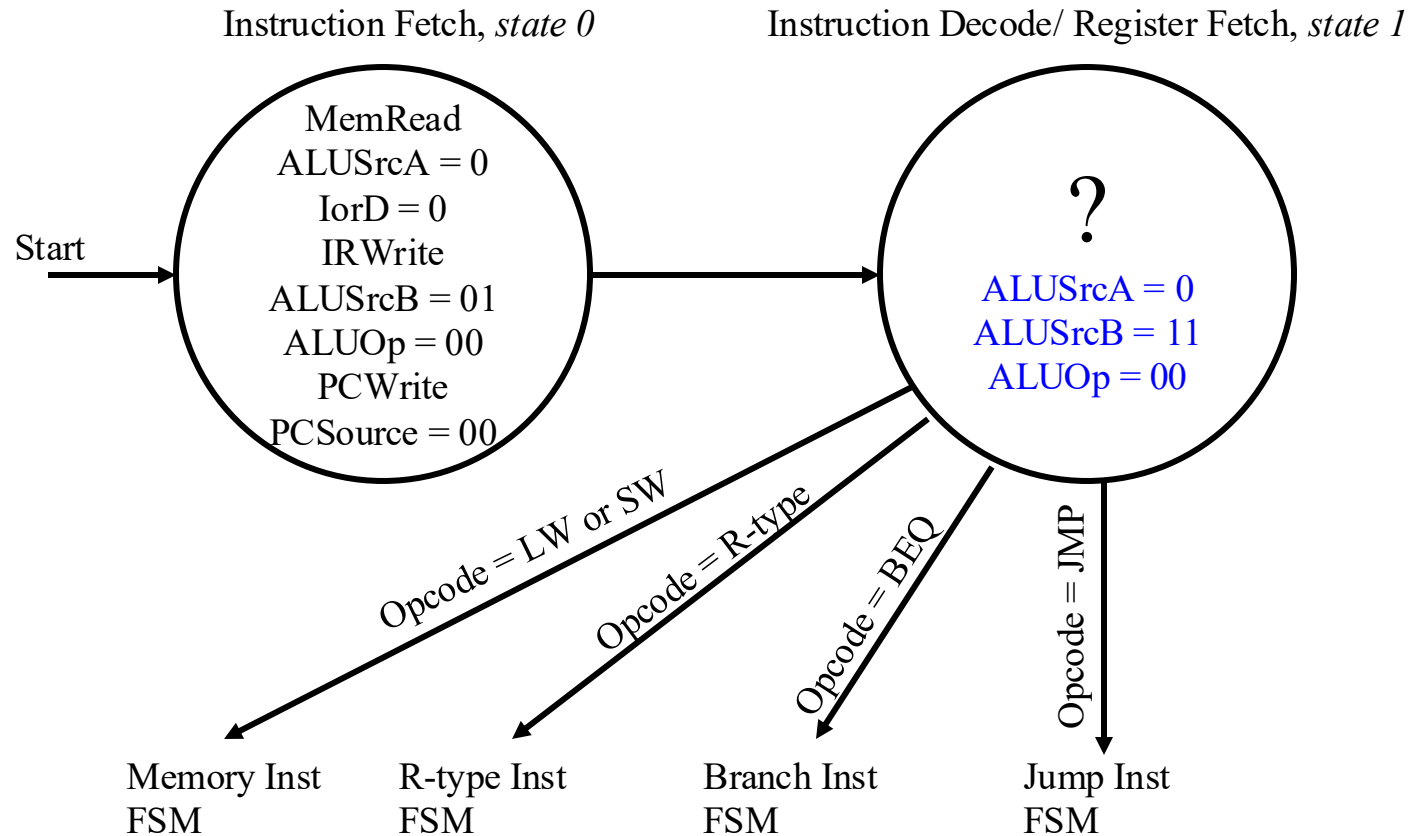 Instruction Fetch, state 0
Instruction Decode/ Register Fetch, state 1
Start
MemRead
ALUSrcA = 0
IorD = 0
IRWrite
ALUSrcB = 01
ALUOp = 00
PCWrite
PCSource = 00
?
ALUSrcA = 0
ALUSrcB = 11
ALUOp = 00
Opcode = LW or SW
Opcode = R-type
Opcode = BEQ
Opcode = JMP
Memory Inst
FSM
R-type Inst
FSM
Branch Inst
FSM
Jump Inst
FSM